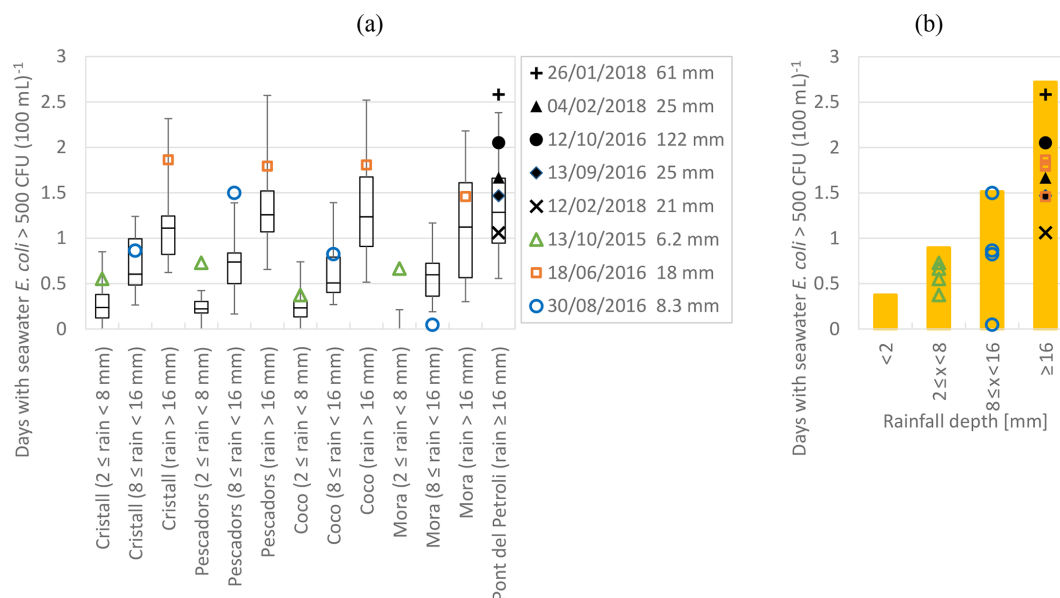 (a)
Days with seawater E. coli > 500 CFU (100 mL)-1
3
2.5
2
1.5
1
0.5
0
Cristall (2 ≤ rain < 8 mm)
Cristall (8 ≤ rain < 16 mm)
Cristall (rain > 16 mm)
Pescadors (2 ≤ rain < 8 mm)
Pescadors (8 ≤ rain < 16 mm)
Pescadors (rain > 16 mm)
Coco (2 ≤ rain < 8 mm)
Coco (8 ≤ rain < 16 mm)
Coco (rain > 16 mm)
Mora (2 ≤ rain < 8 mm)
Mora (8 ≤ rain < 16 mm)
Mora (rain > 16 mm)
Pont del Petroli (rain ≥ 16 mm)
26/01/2018 61 mm
04/02/2018 25 mm
12/10/2016 122 mm
13/09/2016 25 mm
12/02/2018 21 mm
13/10/2015 6.2 mm
18/06/2016 18 mm
30/08/2016 8.3 mm
(b)
Days with seawater E. coli > 500 CFU (100 mL)-1
3
2.5
2
1.5
1
0.5
0
<2
2≤x<8
8≤x<16
≥16
Rainfall depth [mm]